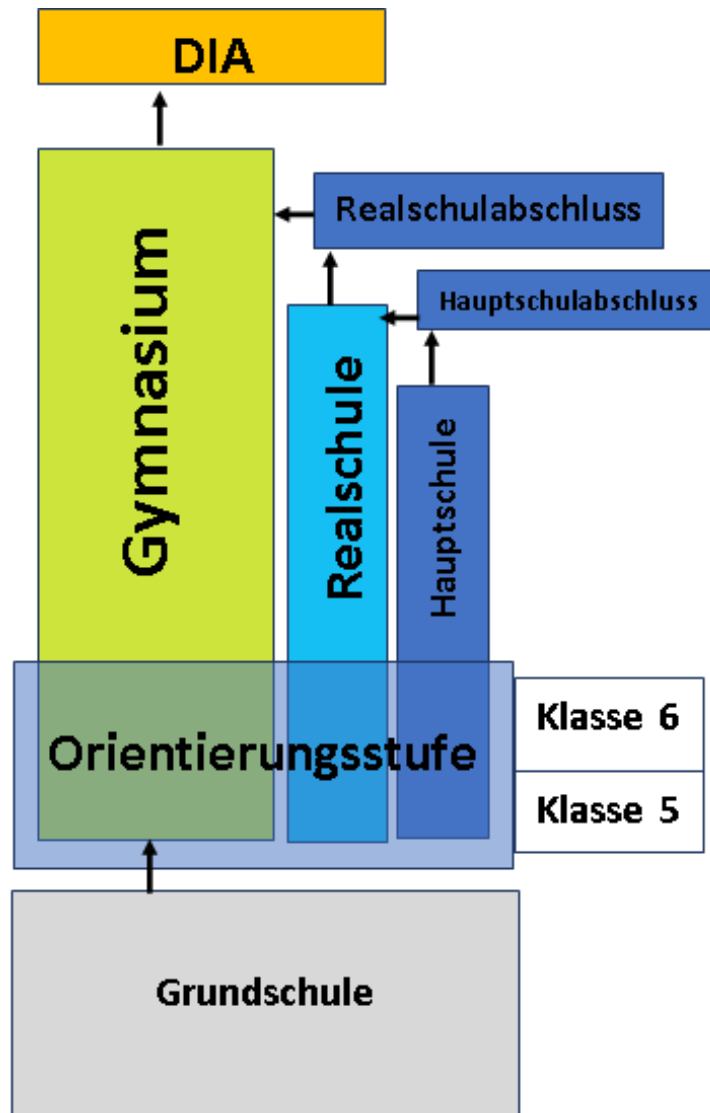 DIA
Gymnasium
Realschulabschluss
Hauptschulabschluss
Realschule
Hauptschule
Orientierungsstufe
Klasse 6
Klasse 5
Grundschule